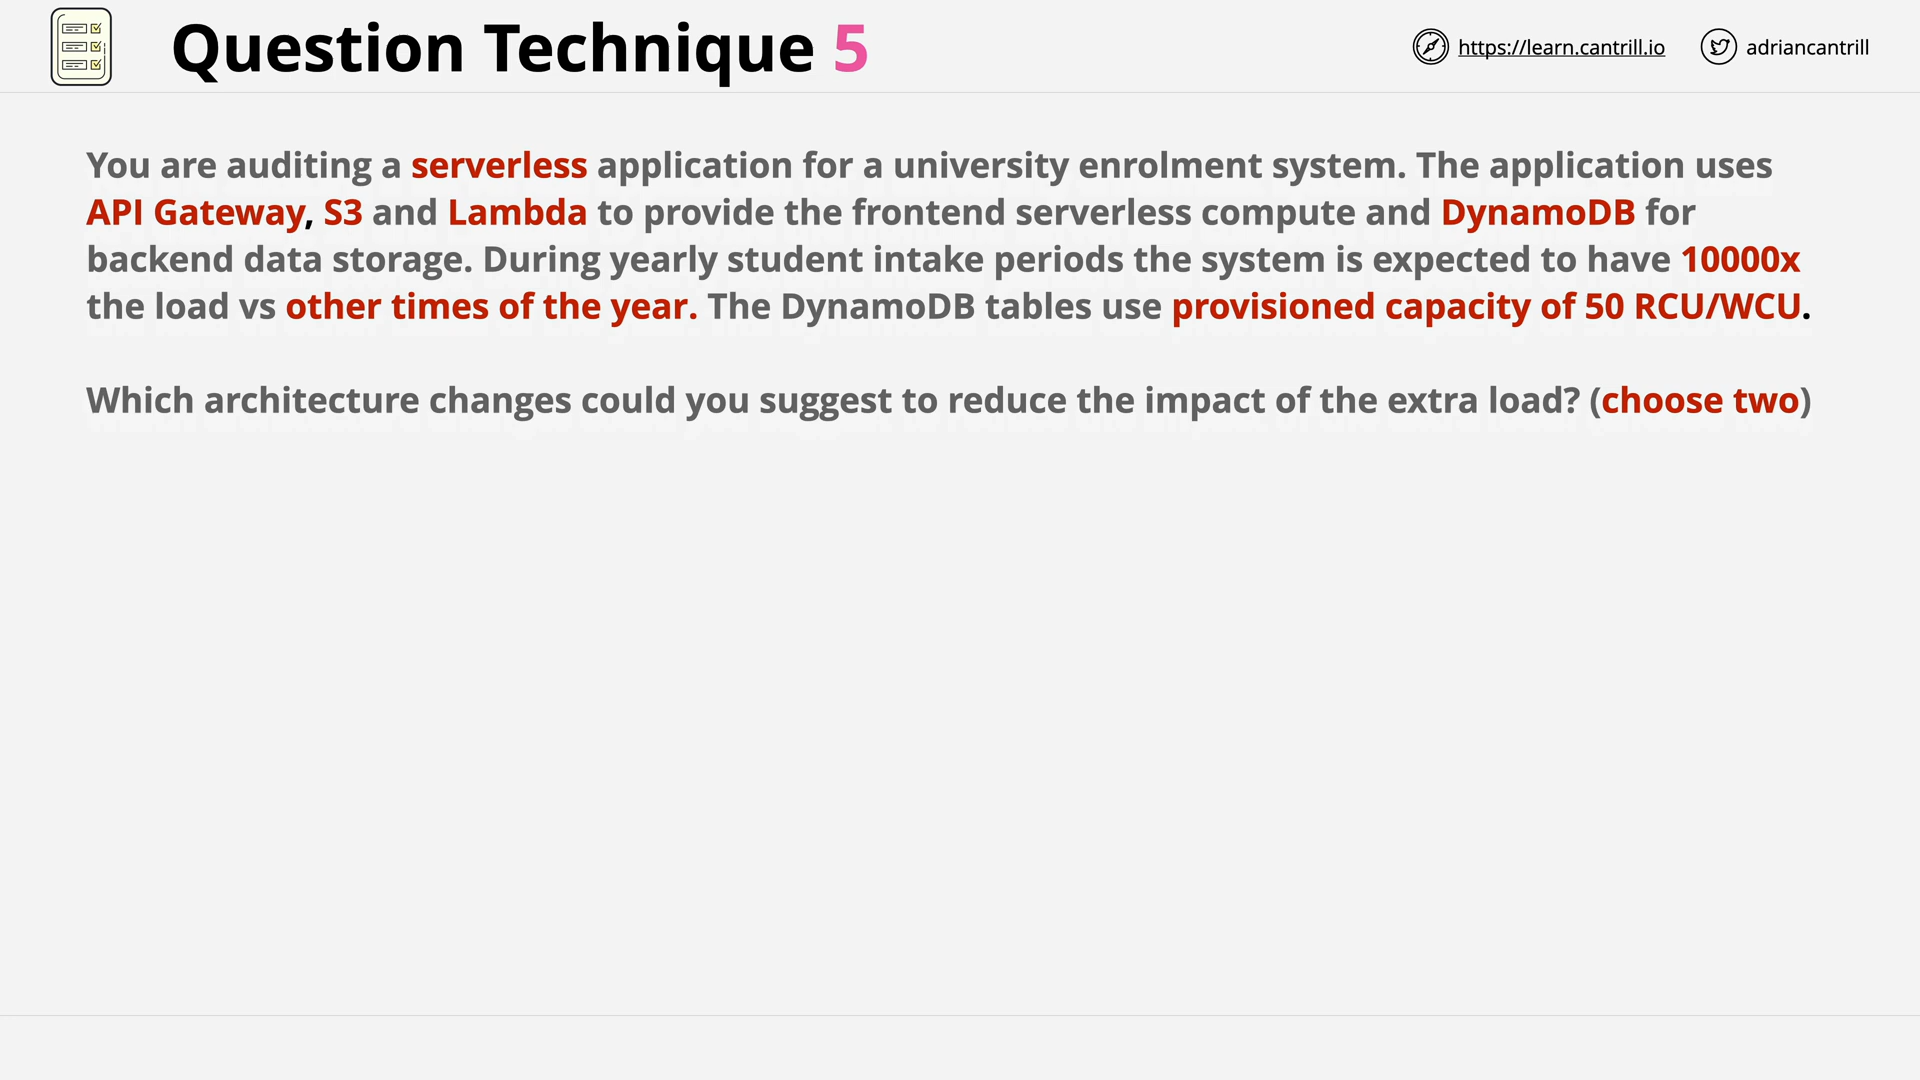 Question Technique 5
https://learn.cantrill.io
adriancantrill
You are auditing a serverless application for a university enrolment system. The application uses
API Gateway, S3 and Lambda to provide the frontend serverless compute and DynamoDB for
backend data storage. During yearly student intake periods the system is expected to have 10000x
the load vs other times of the year. The DynamoDB tables use provisioned capacity of 50 RCU/WCU.
Which architecture changes could you suggest to reduce the impact of the extra load? (choose two)